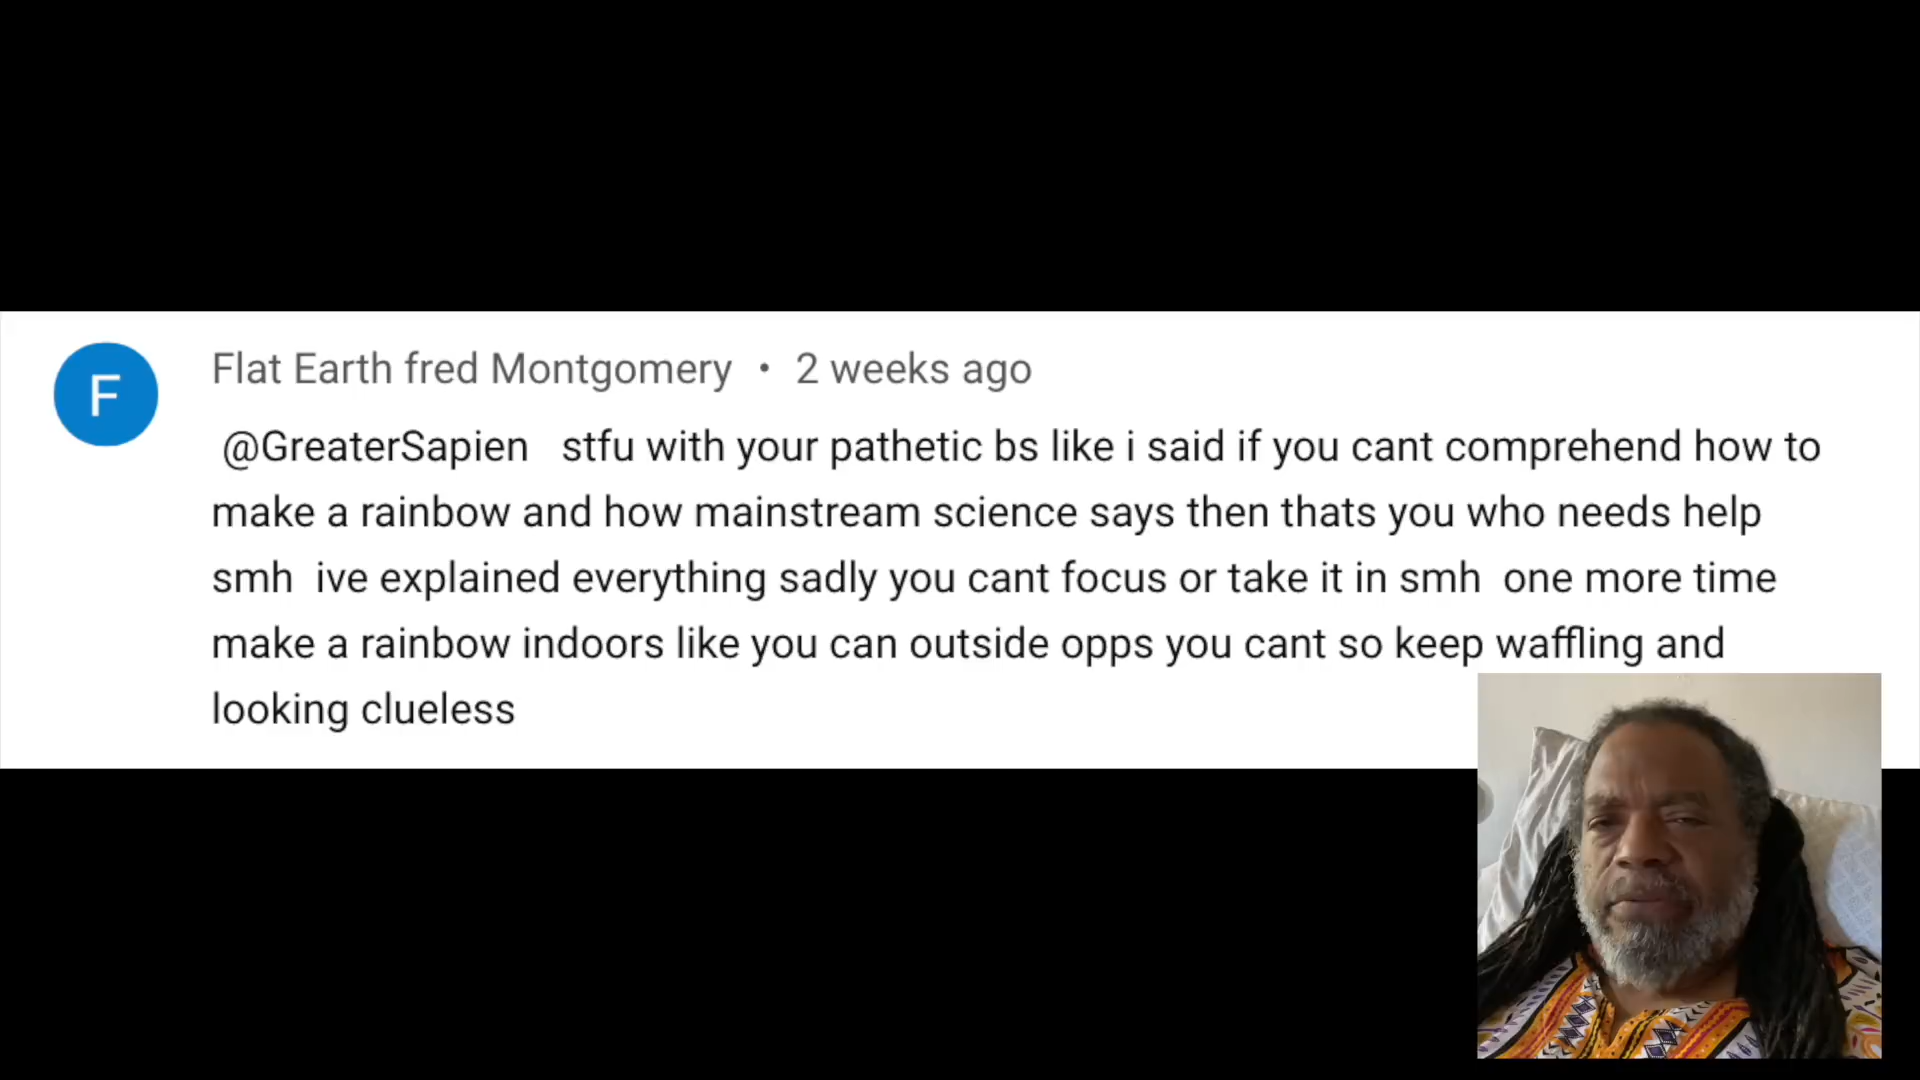 F
Flat Earth fred Montgomery • 2 weeks ago
@GreaterSapien stfu with your pathetic bs like i said if you cant comprehend how to
make a rainbow and how mainstream science says then thats you who needs help
smh ive explained everything sadly you cant focus or take it in smh one more time
make a rainbow indoors like you can outside opps you cant so keep waffling and
looking clueless